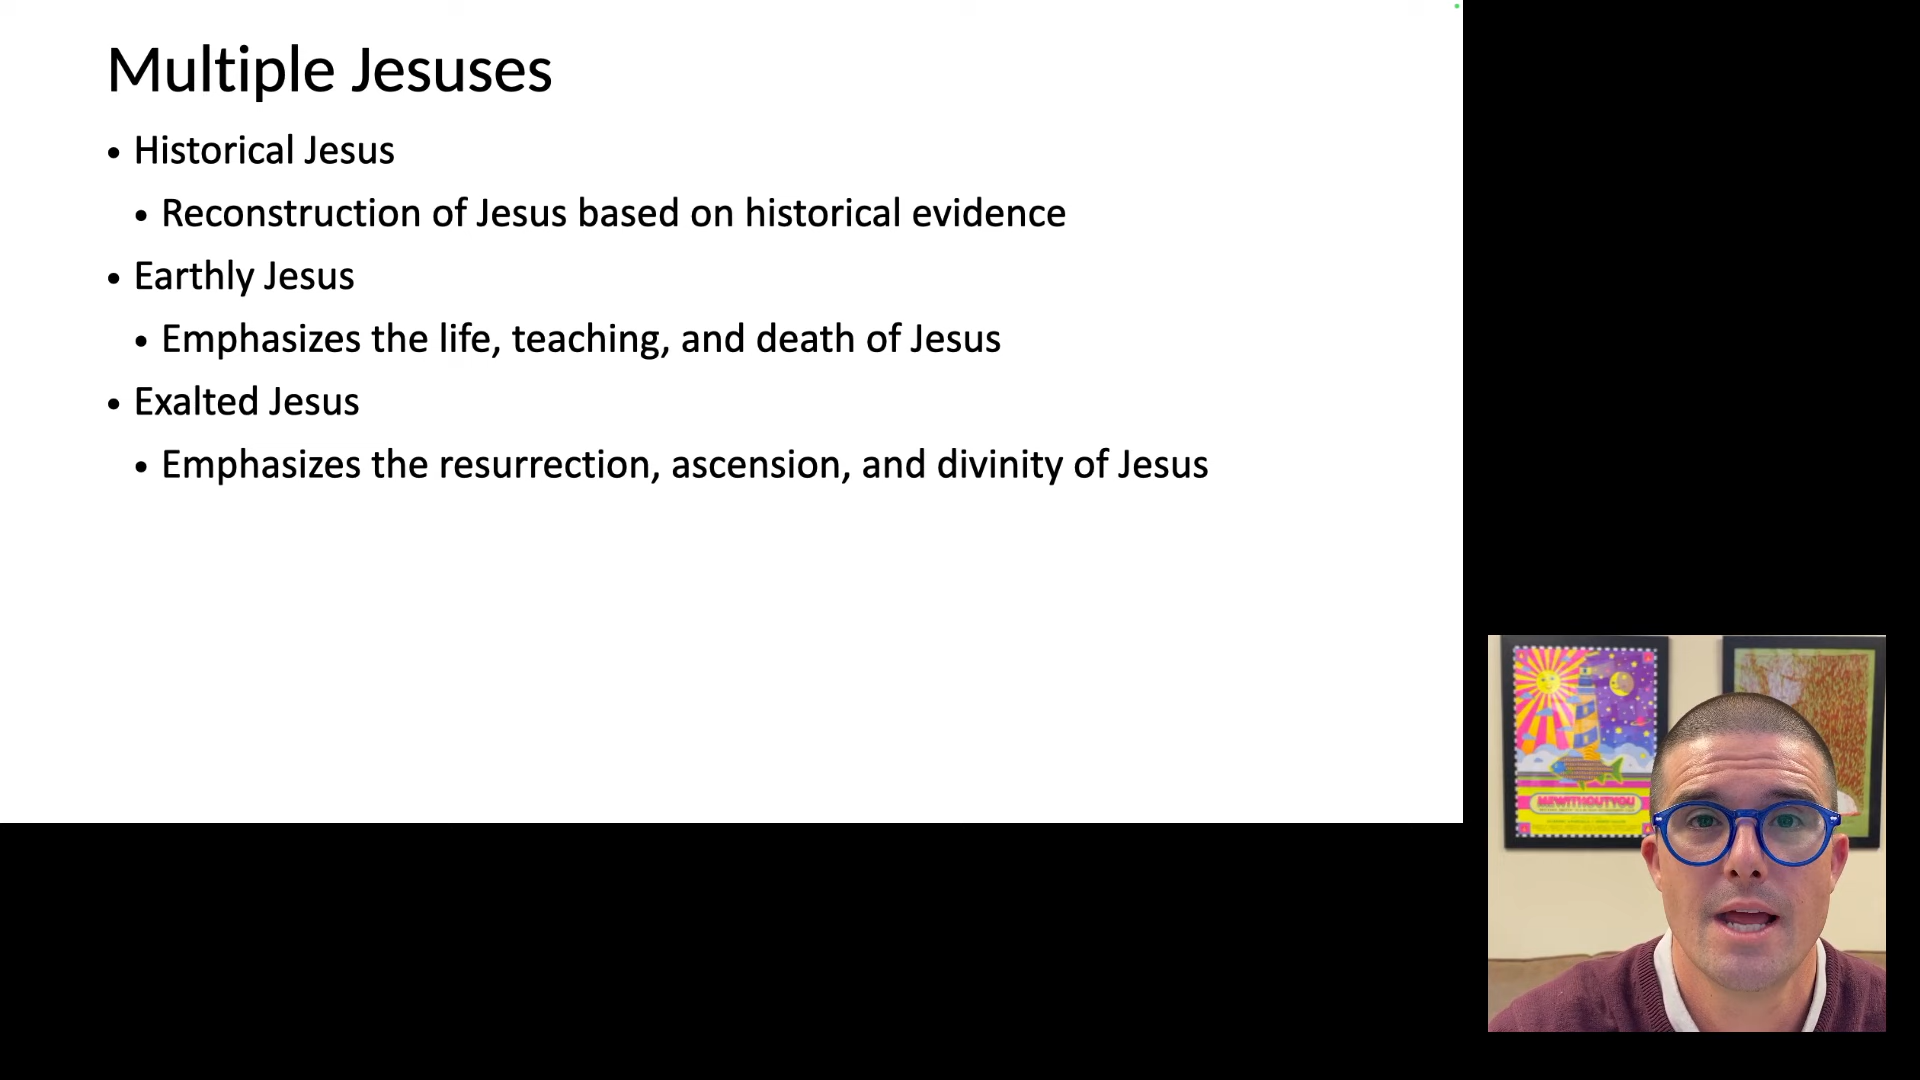 Multiple Jesuses
• Historical Jesus
• Reconstruction of Jesus based on historical evidence
• Earthly Jesus
• Emphasizes the life, teaching, and death of Jesus
• Exalted Jesus
• Emphasizes the resurrection, ascension, and divinity of Jesus
MEWITHOUTYOU